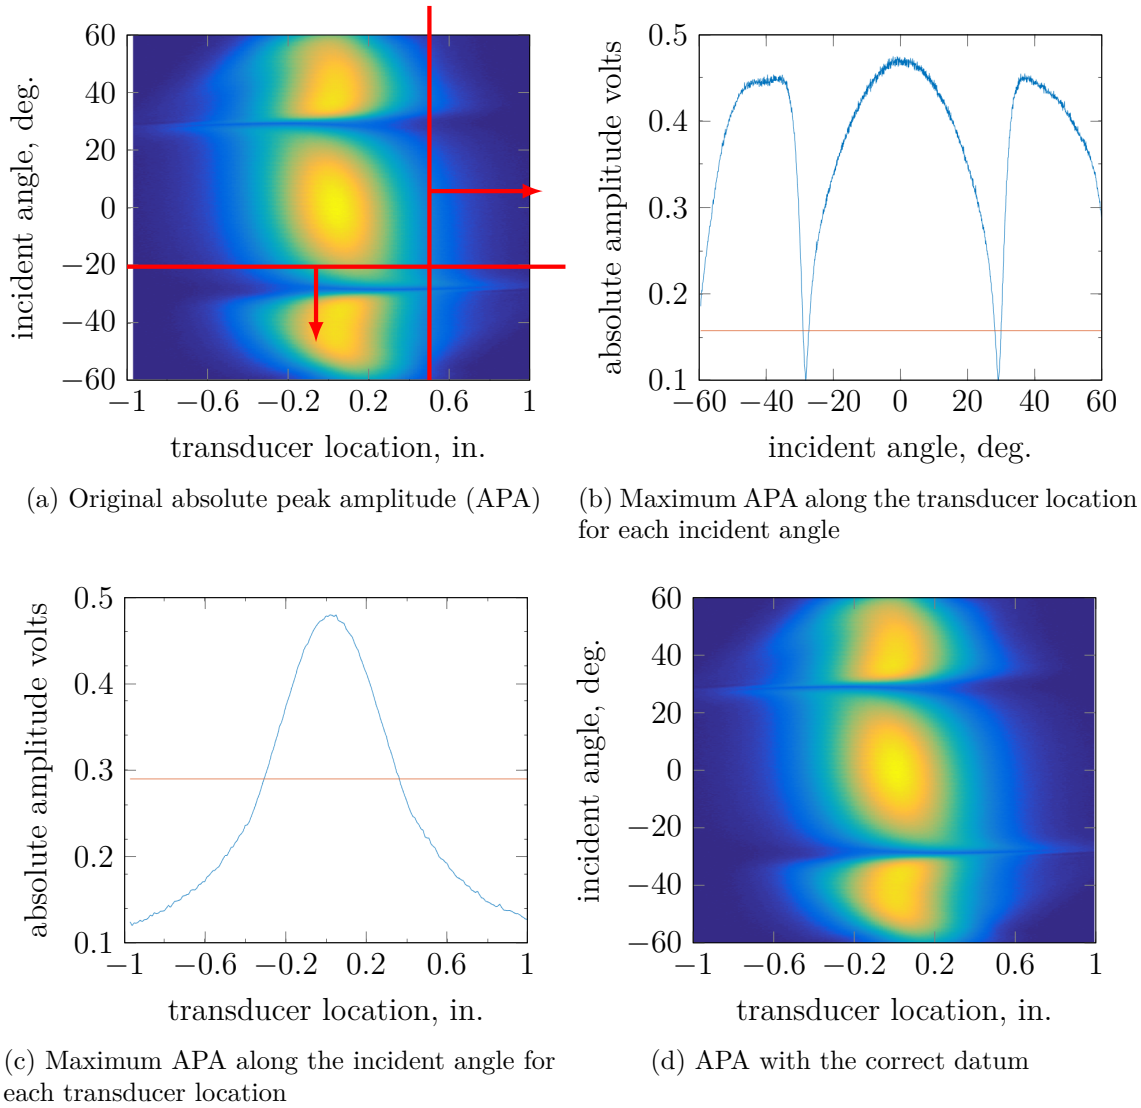 60
40
20
0
−20
−40
−60
incident angle, deg.
−1 −0.6 −0.2 0.2 0.6 1
transducer location, in.
(a) Original absolute peak amplitude (APA)
0.5
0.4
0.3
0.2
0.1
absolute amplitude volts
−60 −40 −20 0 20 40 60
incident angle, deg.
(b) Maximum APA along the transducer location
for each incident angle
0.5
0.4
0.3
0.2
0.1
absolute amplitude volts
−1 −0.6 −0.2 0.2 0.6 1
transducer location, in.
(c) Maximum APA along the incident angle for
each transducer location
60
40
20
0
−20
−40
−60
incident angle, deg.
−1 −0.6 −0.2 0.2 0.6 1
transducer location, in.
(d) APA with the correct datum